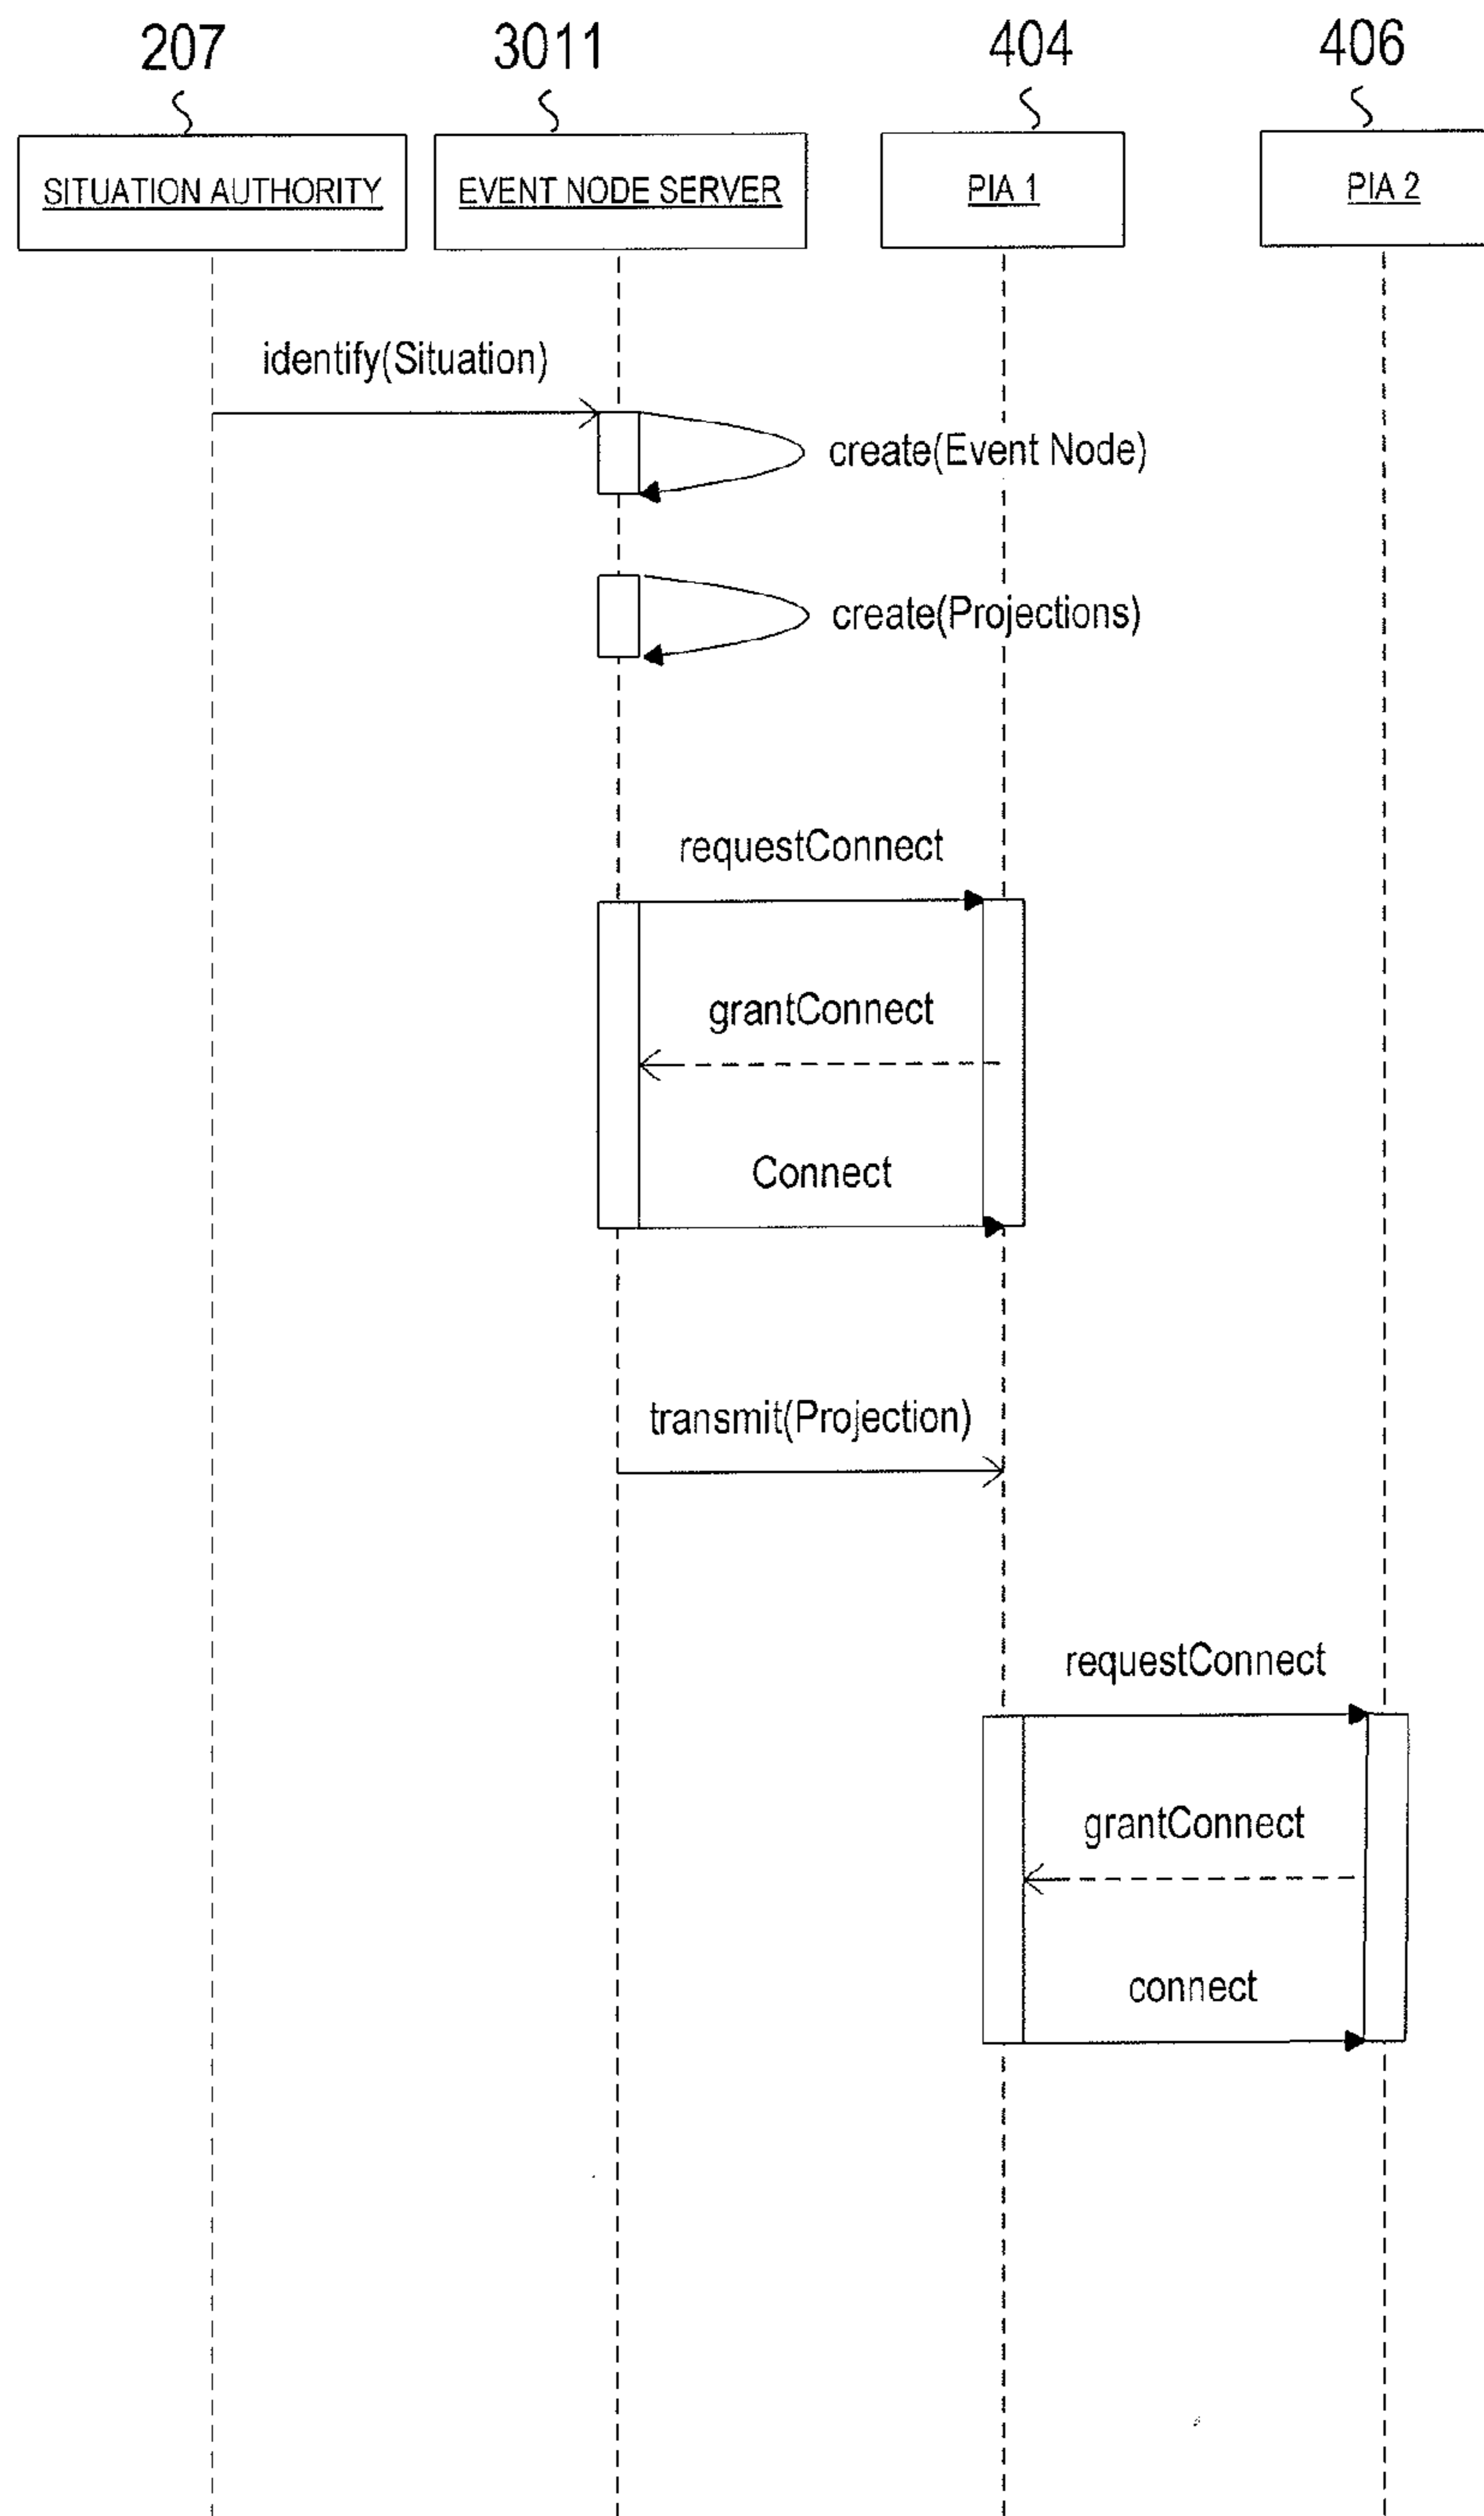 207
3011
404
406
SITUATION AUTHORITY
EVENT NODE SERVER
PIA 1
PIA 2
identify(Situation)
create(Event Node)
create(Projections)
requestConnect
grantConnect
Connect
transmit(Projection)
requestConnect
grantConnect
connect